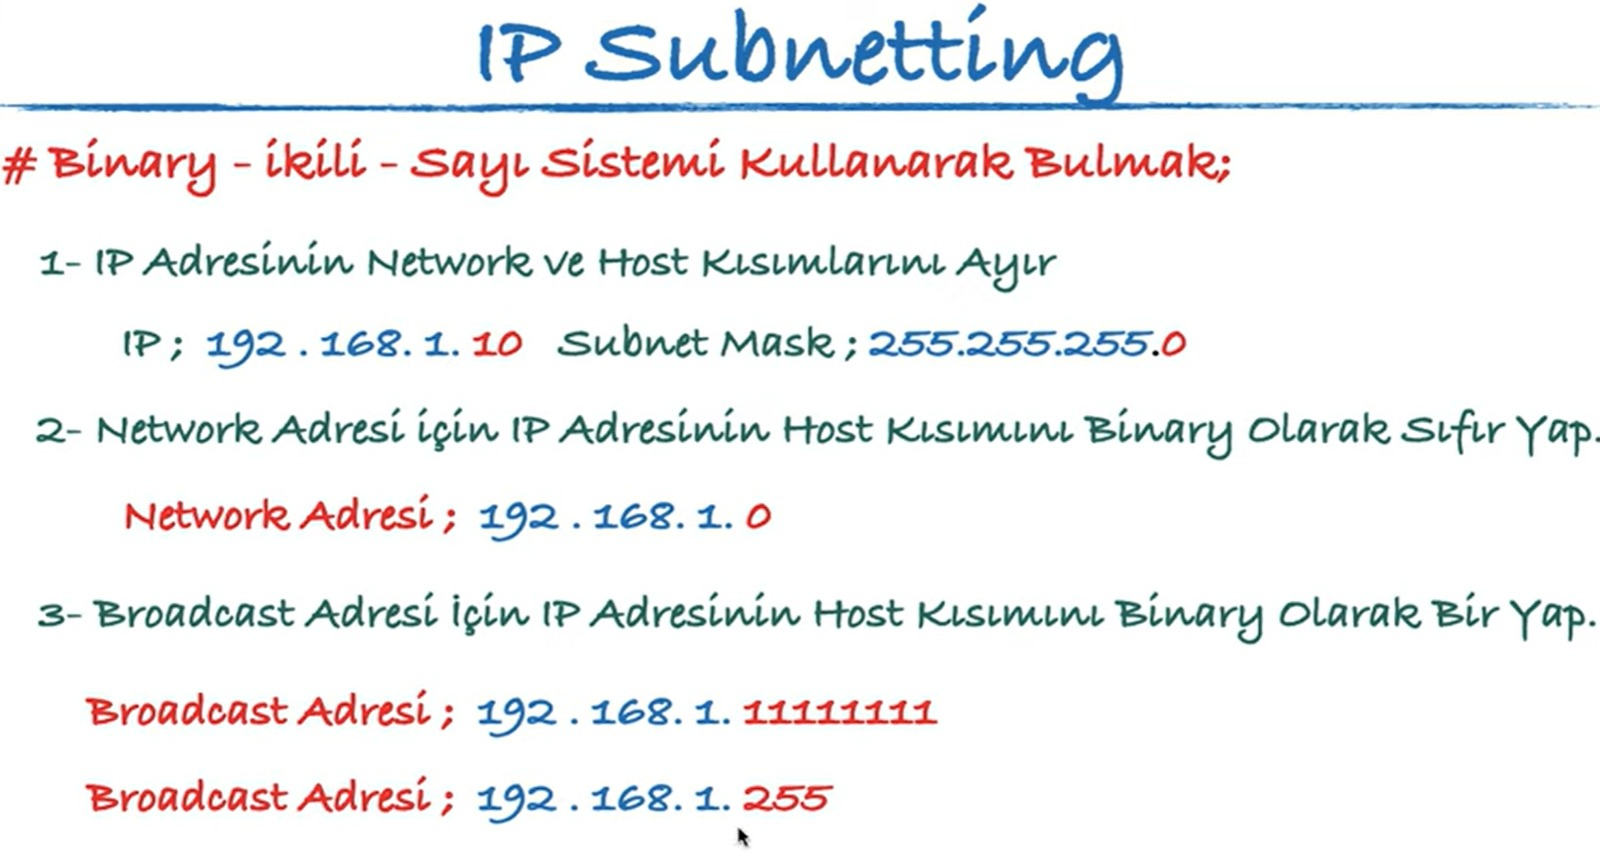 IP Subnetting
# Binary - ikili - Sayı Sistemi Kullanarak Bulmak;
1- IP Adresinin Network ve Host Kısımlarını Ayır
IP ; 192 . 168. 1. 10 Subnet Mask ; 255.255.255.0
2- Network Adresi için IP Adresinin Host Kısımını Binary Olarak Sıfır Yap.
Network Adresi ; 192 . 168. 1. 0
3- Broadcast Adresi İçin IP Adresinin Host Kısımını Binary Olarak Bir Yap.
Broadcast Adresi ; 192 . 168. 1. 11111111
Broadcast Adresi ; 192 . 168. 1. 255